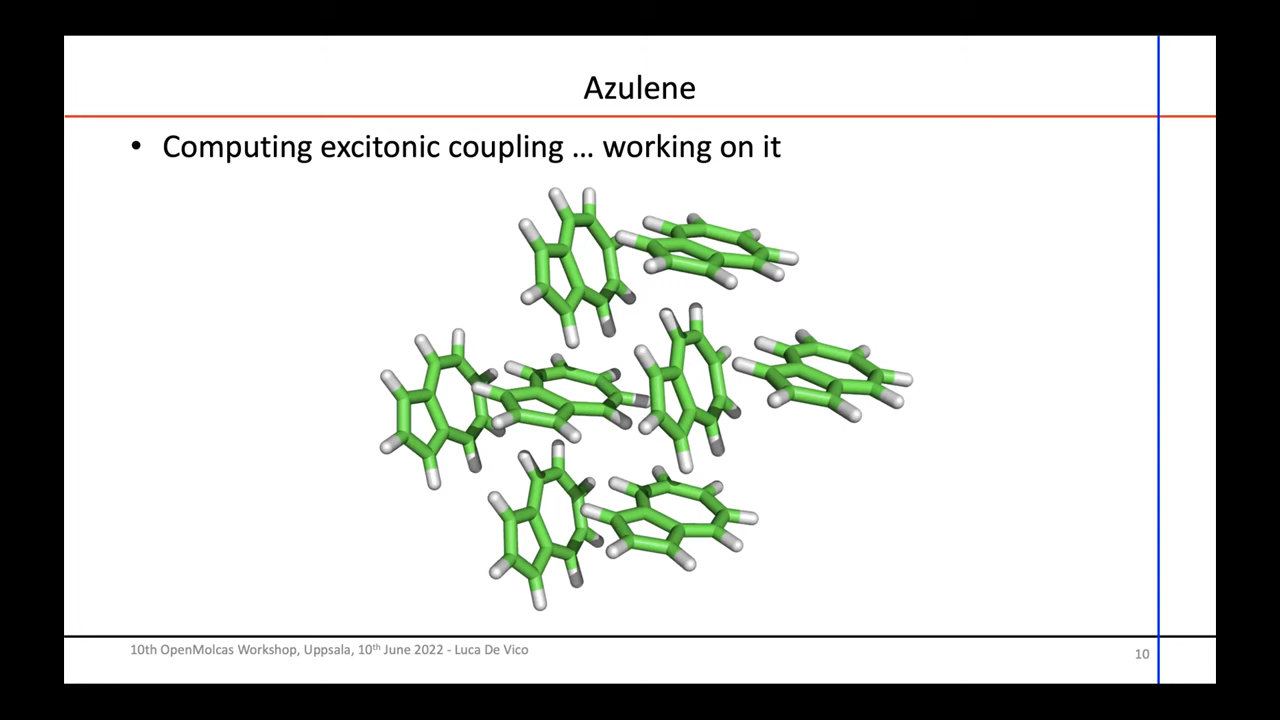 Azulene
• Computing excitonic coupling … working on it
10th OpenMolcas Workshop, Uppsala, 10th June 2022 - Luca De Vico
10